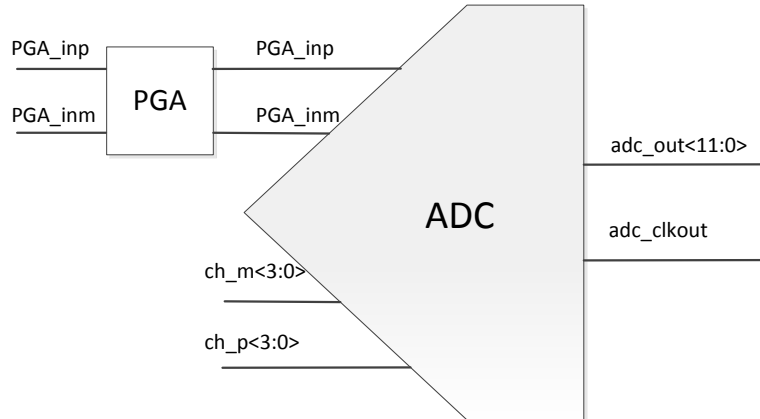 PGA_inp
PGA_inp
PGA
PGA_inm
PGA_inm
adc_out<11:0>
ADC
adc_clkout
ch_m<3:0>
ch_p<3:0>